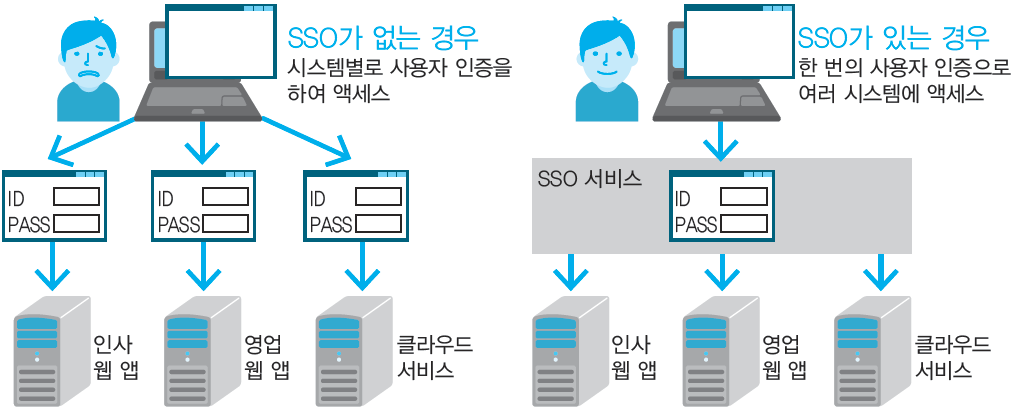 SSO가 없는 경우
시스템별로 사용자 인증을
하여 액세스
ID
PASS
ID
PASS
ID
PASS
인사
웹 앱
영업
웹 앱
클라우드
서비스
SSO가 있는 경우
한 번의 사용자 인증으로
여러 시스템에 액세스
SSO 서비스
ID
PASS
인사
웹 앱
영업
웹 앱
클라우드
서비스